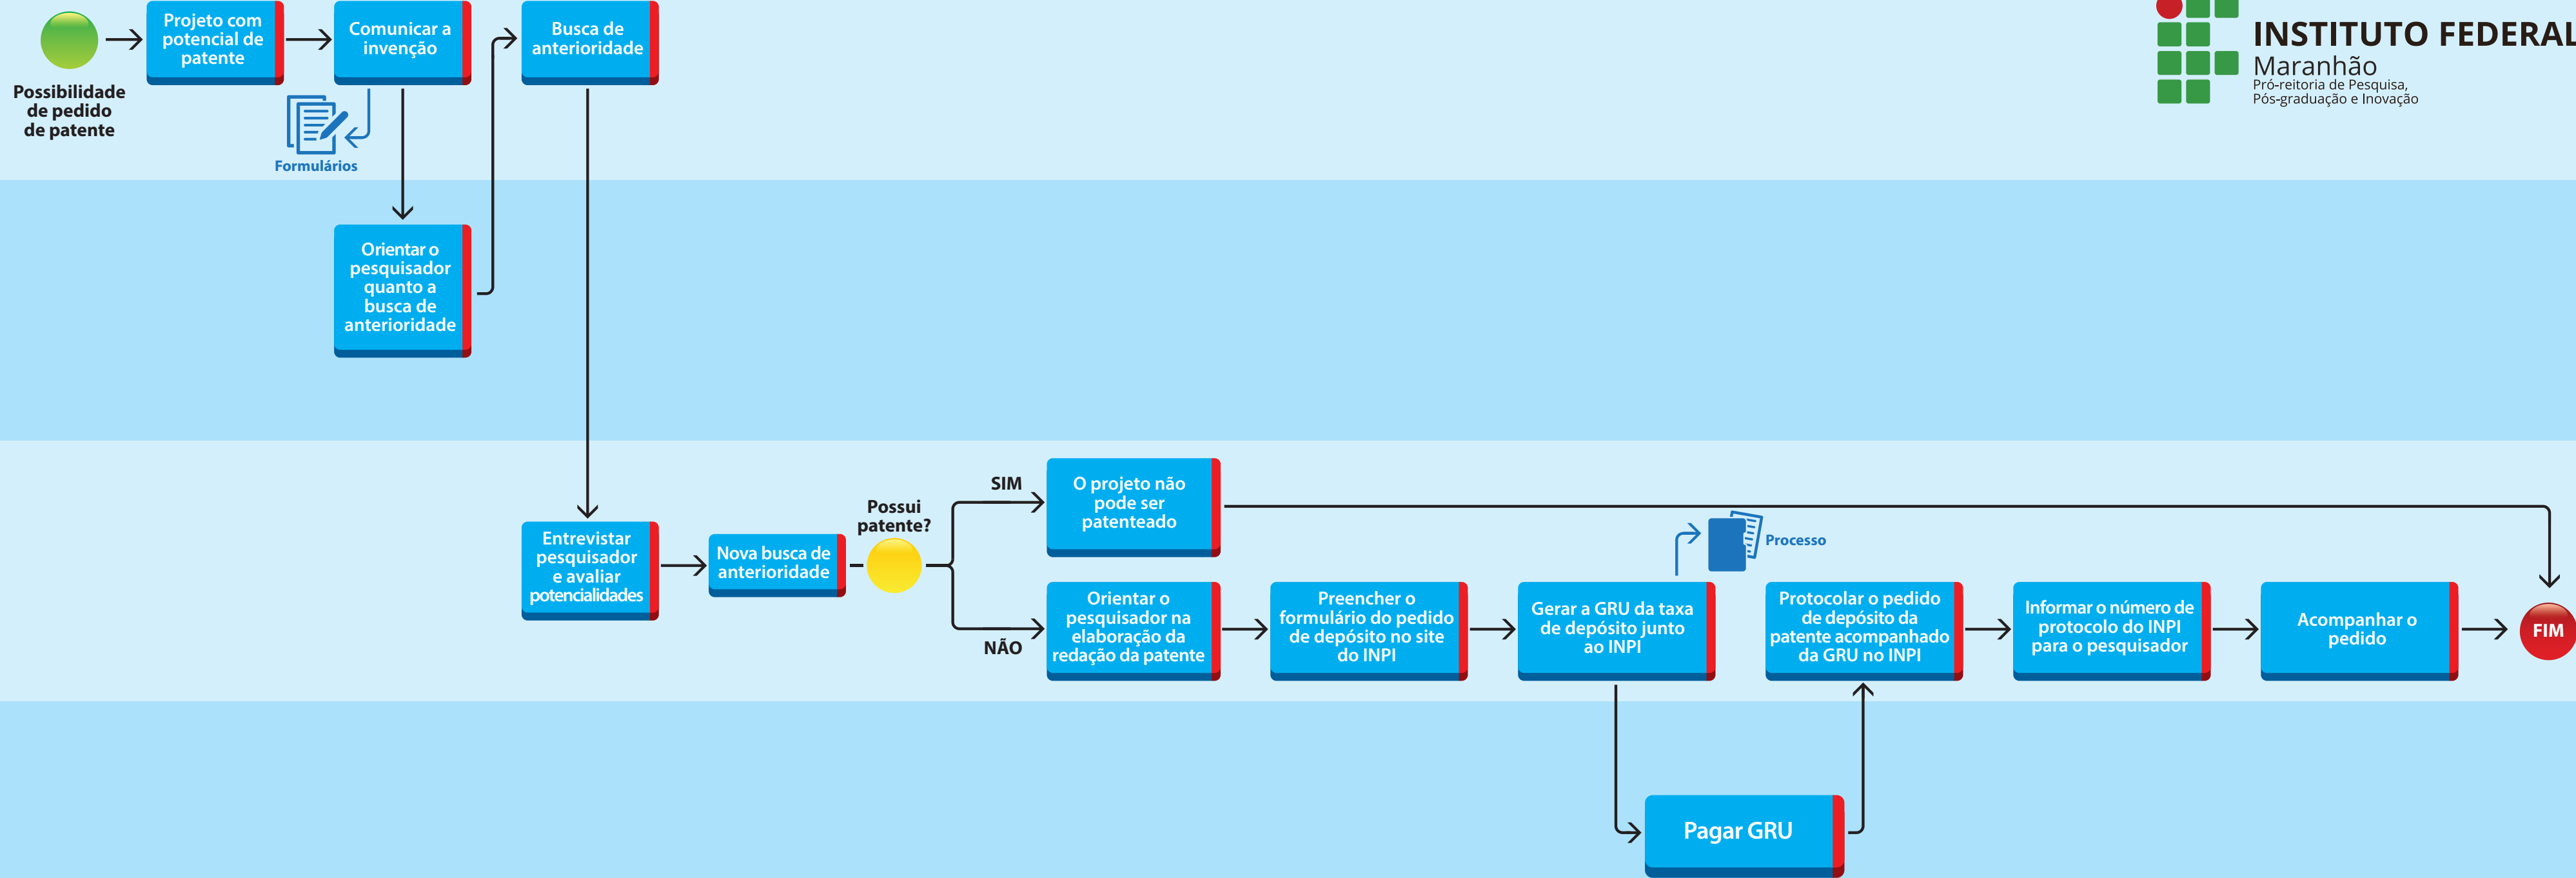 Projeto com
potencial de
patente
Comunicar a
invenção
Busca de
anterioridade
INSTITUTO FEDERAL
Maranhão
Pró-reitoria de Pesquisa,
Pós-graduação e Inovação
Possibilidade
de pedido
de patente
Formulários
Orientar o
pesquisador
quanto a
busca de
anterioridade
Entrevistar
pesquisador
e avaliar
potencialidades
Nova busca de
anterioridade
Possui
patente?
SIM
O projeto não
pode ser
patenteado
Processo
NÃO
Orientar o
pesquisador na
elaboração da
redação da patente
Preencher o
formulário do pedido
de depósito no site
do INPI
Gerar a GRU da taxa
de depósito junto
ao INPI
Protocolar o pedido
de depósito da
patente acompanhado
da GRU no INPI
Informar o número de
protocolo do INPI
para o pesquisador
Acompanhar o
pedido
FIM
Pagar GRU